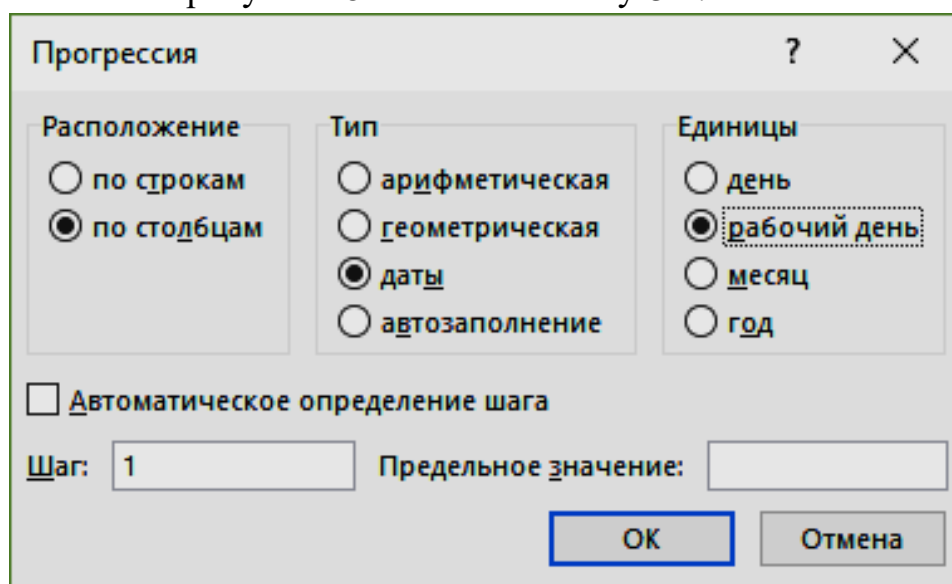 Прогрессия ?
Расположение
по строкам
по столбцам
Тип
арифметическая
геометрическая
даты
автозаполнение
Единицы
день
рабочий день
месяц
год
Автоматическое определение шага
Шаг: 1 Предельное значение:
ОК Отмена